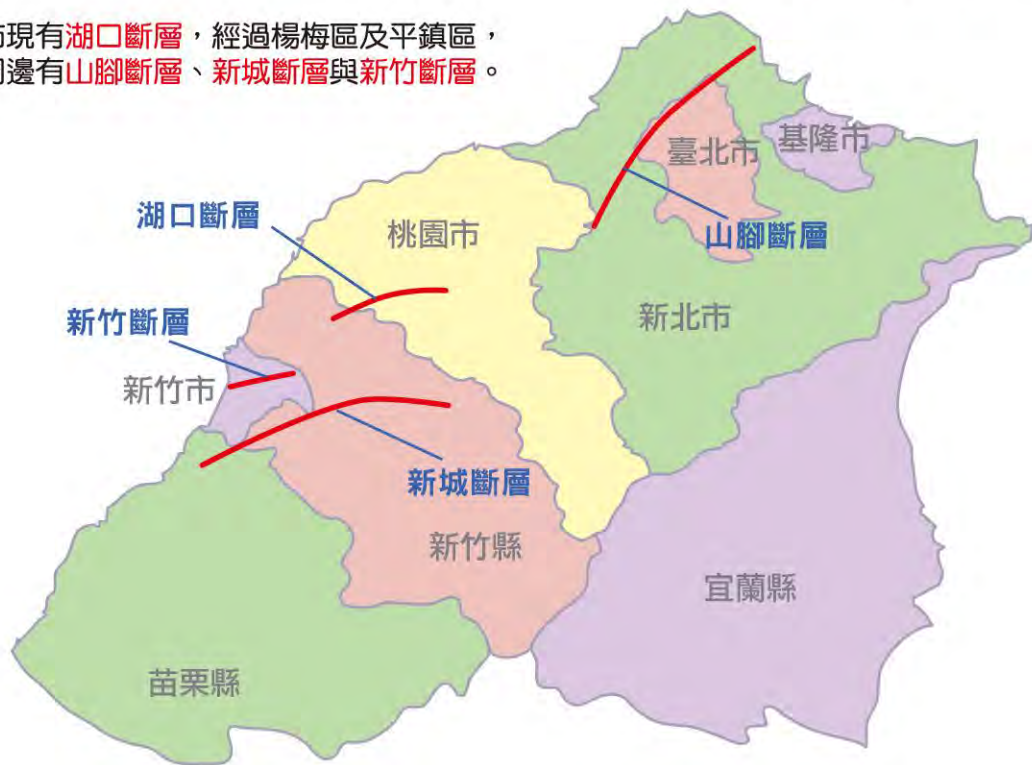 現有湖口斷層，經過楊梅區及平鎮區，
邊有山腳斷層、新城斷層與新竹斷層。
臺北市
基隆市
湖口斷層
桃園市
山腳斷層
新竹斷層
新北市
新竹市
新城斷層
新竹縣
宜蘭縣
苗栗縣